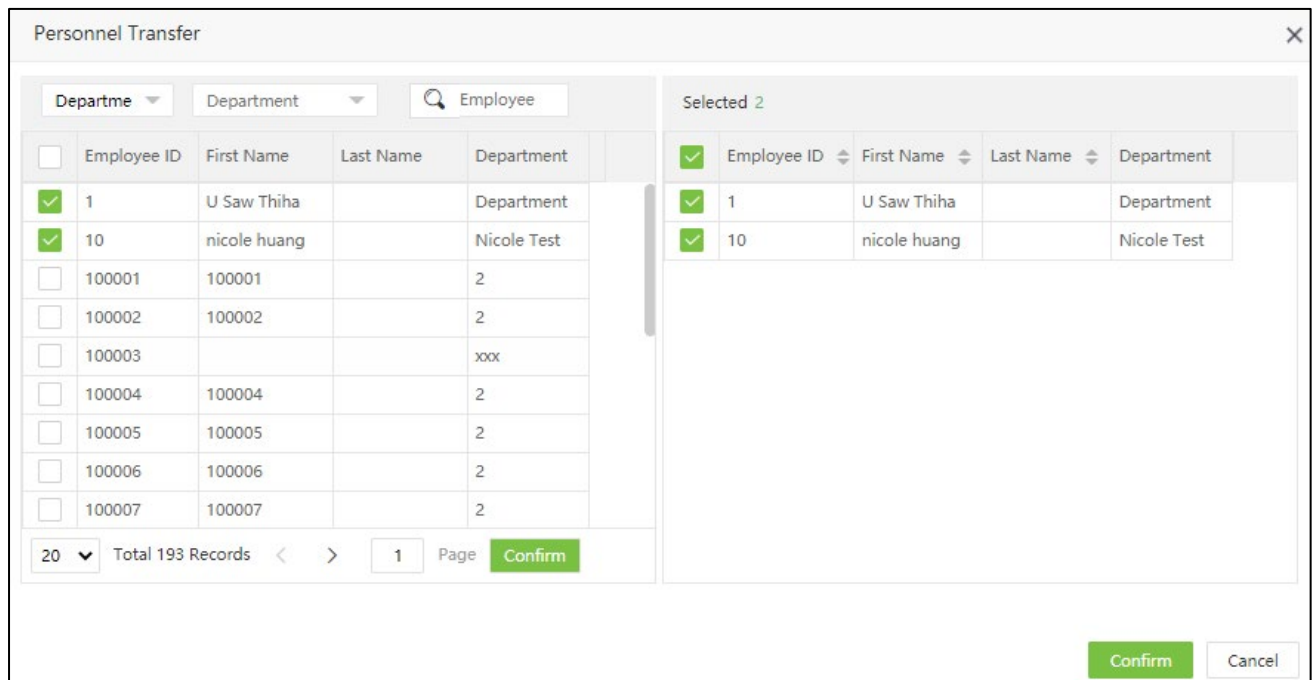 Personnel Transfer
Departme Department Employee
Employee ID First Name Last Name Department
1 U Saw Thiha Department
10 nicole huang Nicole Test
100001 100001 2
100002 100002 2
100003 xxx
100004 100004 2
100005 100005 2
100006 100006 2
100007 100007 2
20 Total 193 Records < > 1 Page Confirm
Selected 2
Employee ID First Name Last Name Department
1 U Saw Thiha Department
10 nicole huang Nicole Test
Confirm Cancel